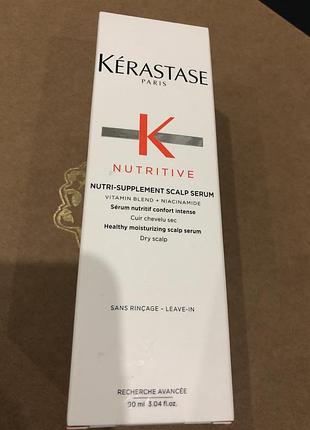 KÉRASTASE
PARIS
K
NUTRITIVE
NUTRI-SUPPLEMENT SCALP SERUM
VITAMIN BLEND + NIACINAMIDE
Sérum nutritif confort intense
Cuir chevelu sec
Healthy moisturizing scalp serum
Dry scalp
SANS RINÇAGE - LEAVE-IN
RECHERCHE AVANCÉE
90 ml 3.04 fl.oz.